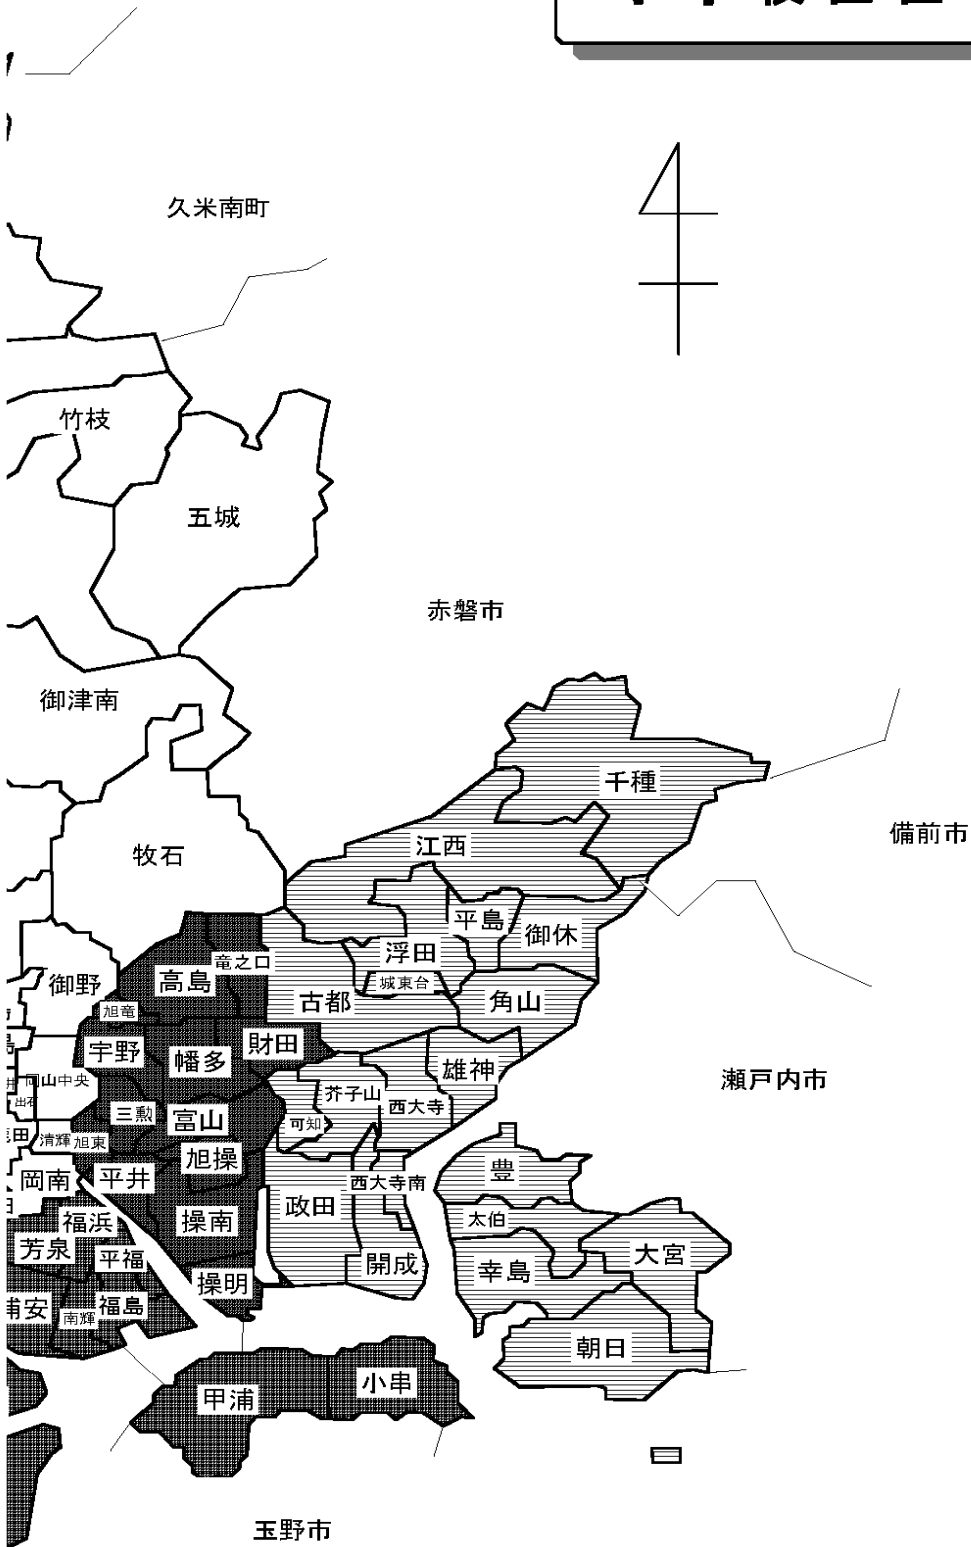 久米南町
竹枝
五城
赤磐市
御津南
千種
備前市
江西
牧石
平島
御休
浮田
竜之口
高島
御野
城東台
古都
角山
旭竜
財田
宇野
幡多
雄神
瀬戸内市
岡山中央
芥子山
西大寺
出石
三勲
富山
可知
清輝
旭東
旭操
豊
岡南
平井
西大寺南
政田
太伯
福浜
操南
芳泉
大宮
平福
開成
幸島
操明
浦安
南輝
福島
朝日
甲浦
小串
玉野市